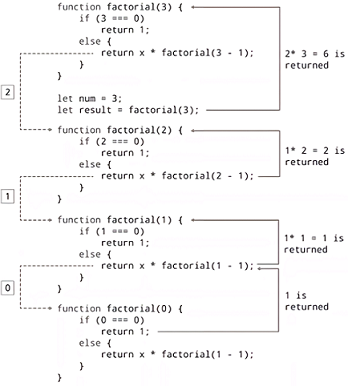 function factorial(3) {
if (3 === 0)
return 1;
else {
return x * factorial(3 - 1);
}
}
2* 3 = 6 is
returned
let num = 3;
let result = factorial(3);
2
function factorial(2) {
if (2 === 0)
return 1;
else {
return x * factorial(2 - 1);
}
}
1* 2 = 2 is
returned
1
function factorial(1) {
if (1 === 0)
return 1;
else {
return x * factorial(1 - 1);
}
}
1* 1 = 1 is
returned
0
1 is
returned
function factorial(0) {
if (0 === 0)
return 1;
else {
return x * factorial(1 - 1);
}
}